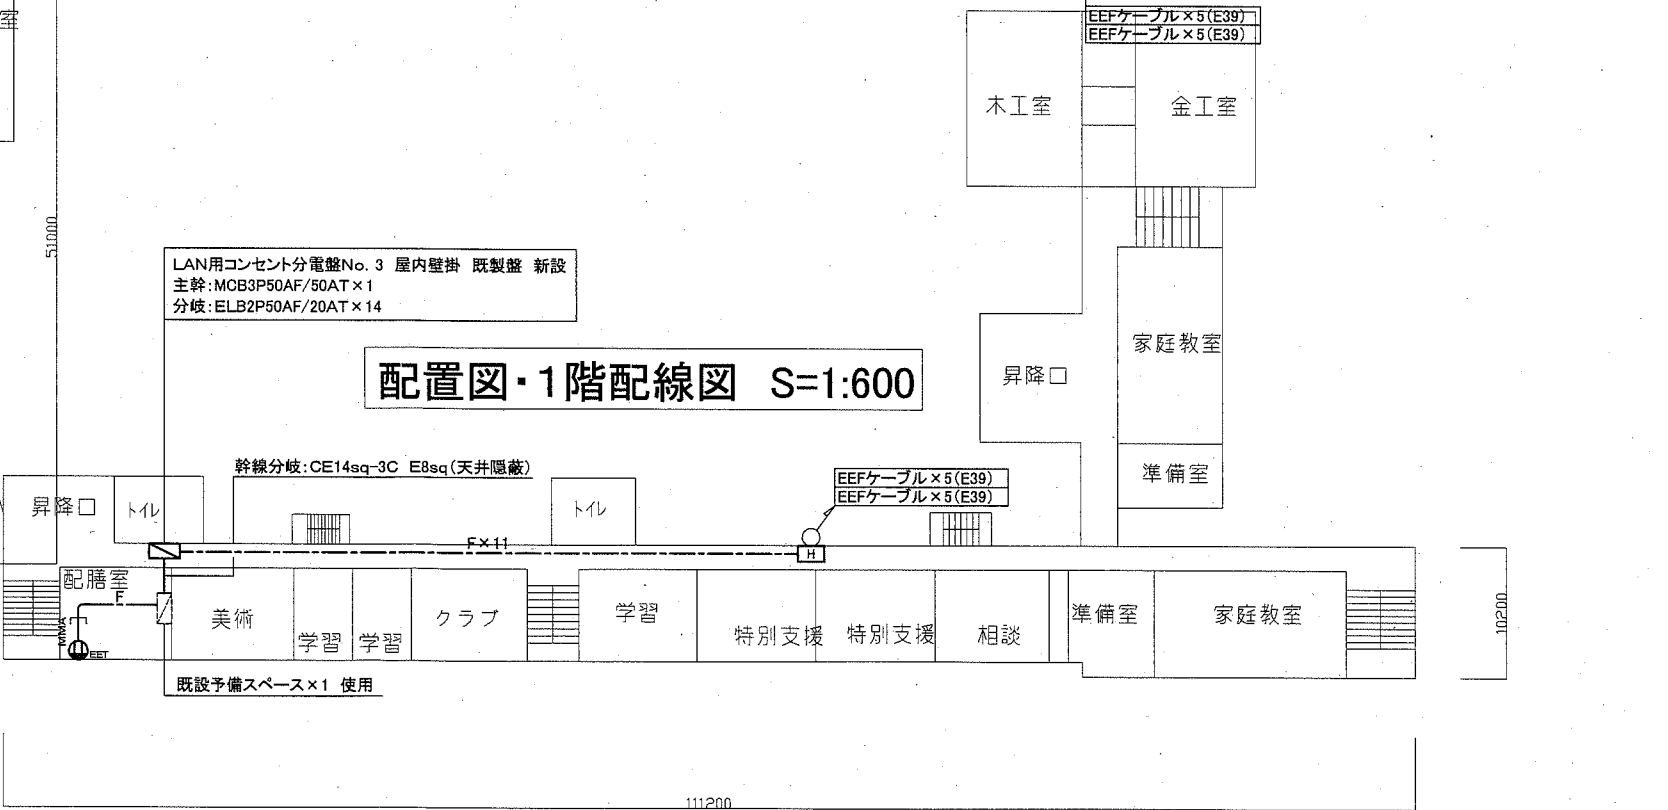 室
EEFケーブル×5(E39)
EEFケーブル×5(E39)
木工室
金工室
51000
LAN用コンセント分電盤No.3 屋内壁掛 既製盤 新設
主幹:MCB3P50AF/50AT×1
分岐:ELB2P50AF/20AT×14
家庭教室
配置図・1階配線図 S=1:600
昇降口
幹線分岐:CE14sq-3C E8sq(天井隠蔽)
準備室
EEFケーブル×5(E39)
EEFケーブル×5(E39)
昇降口
トイレ
トイレ
F×11
H
配膳室
F
MMA
EET
美術
学習
学習
クラブ
学習
特別支援
特別支援
相談
準備室
家庭教室
10200
既設予備スペース×1 使用
111200